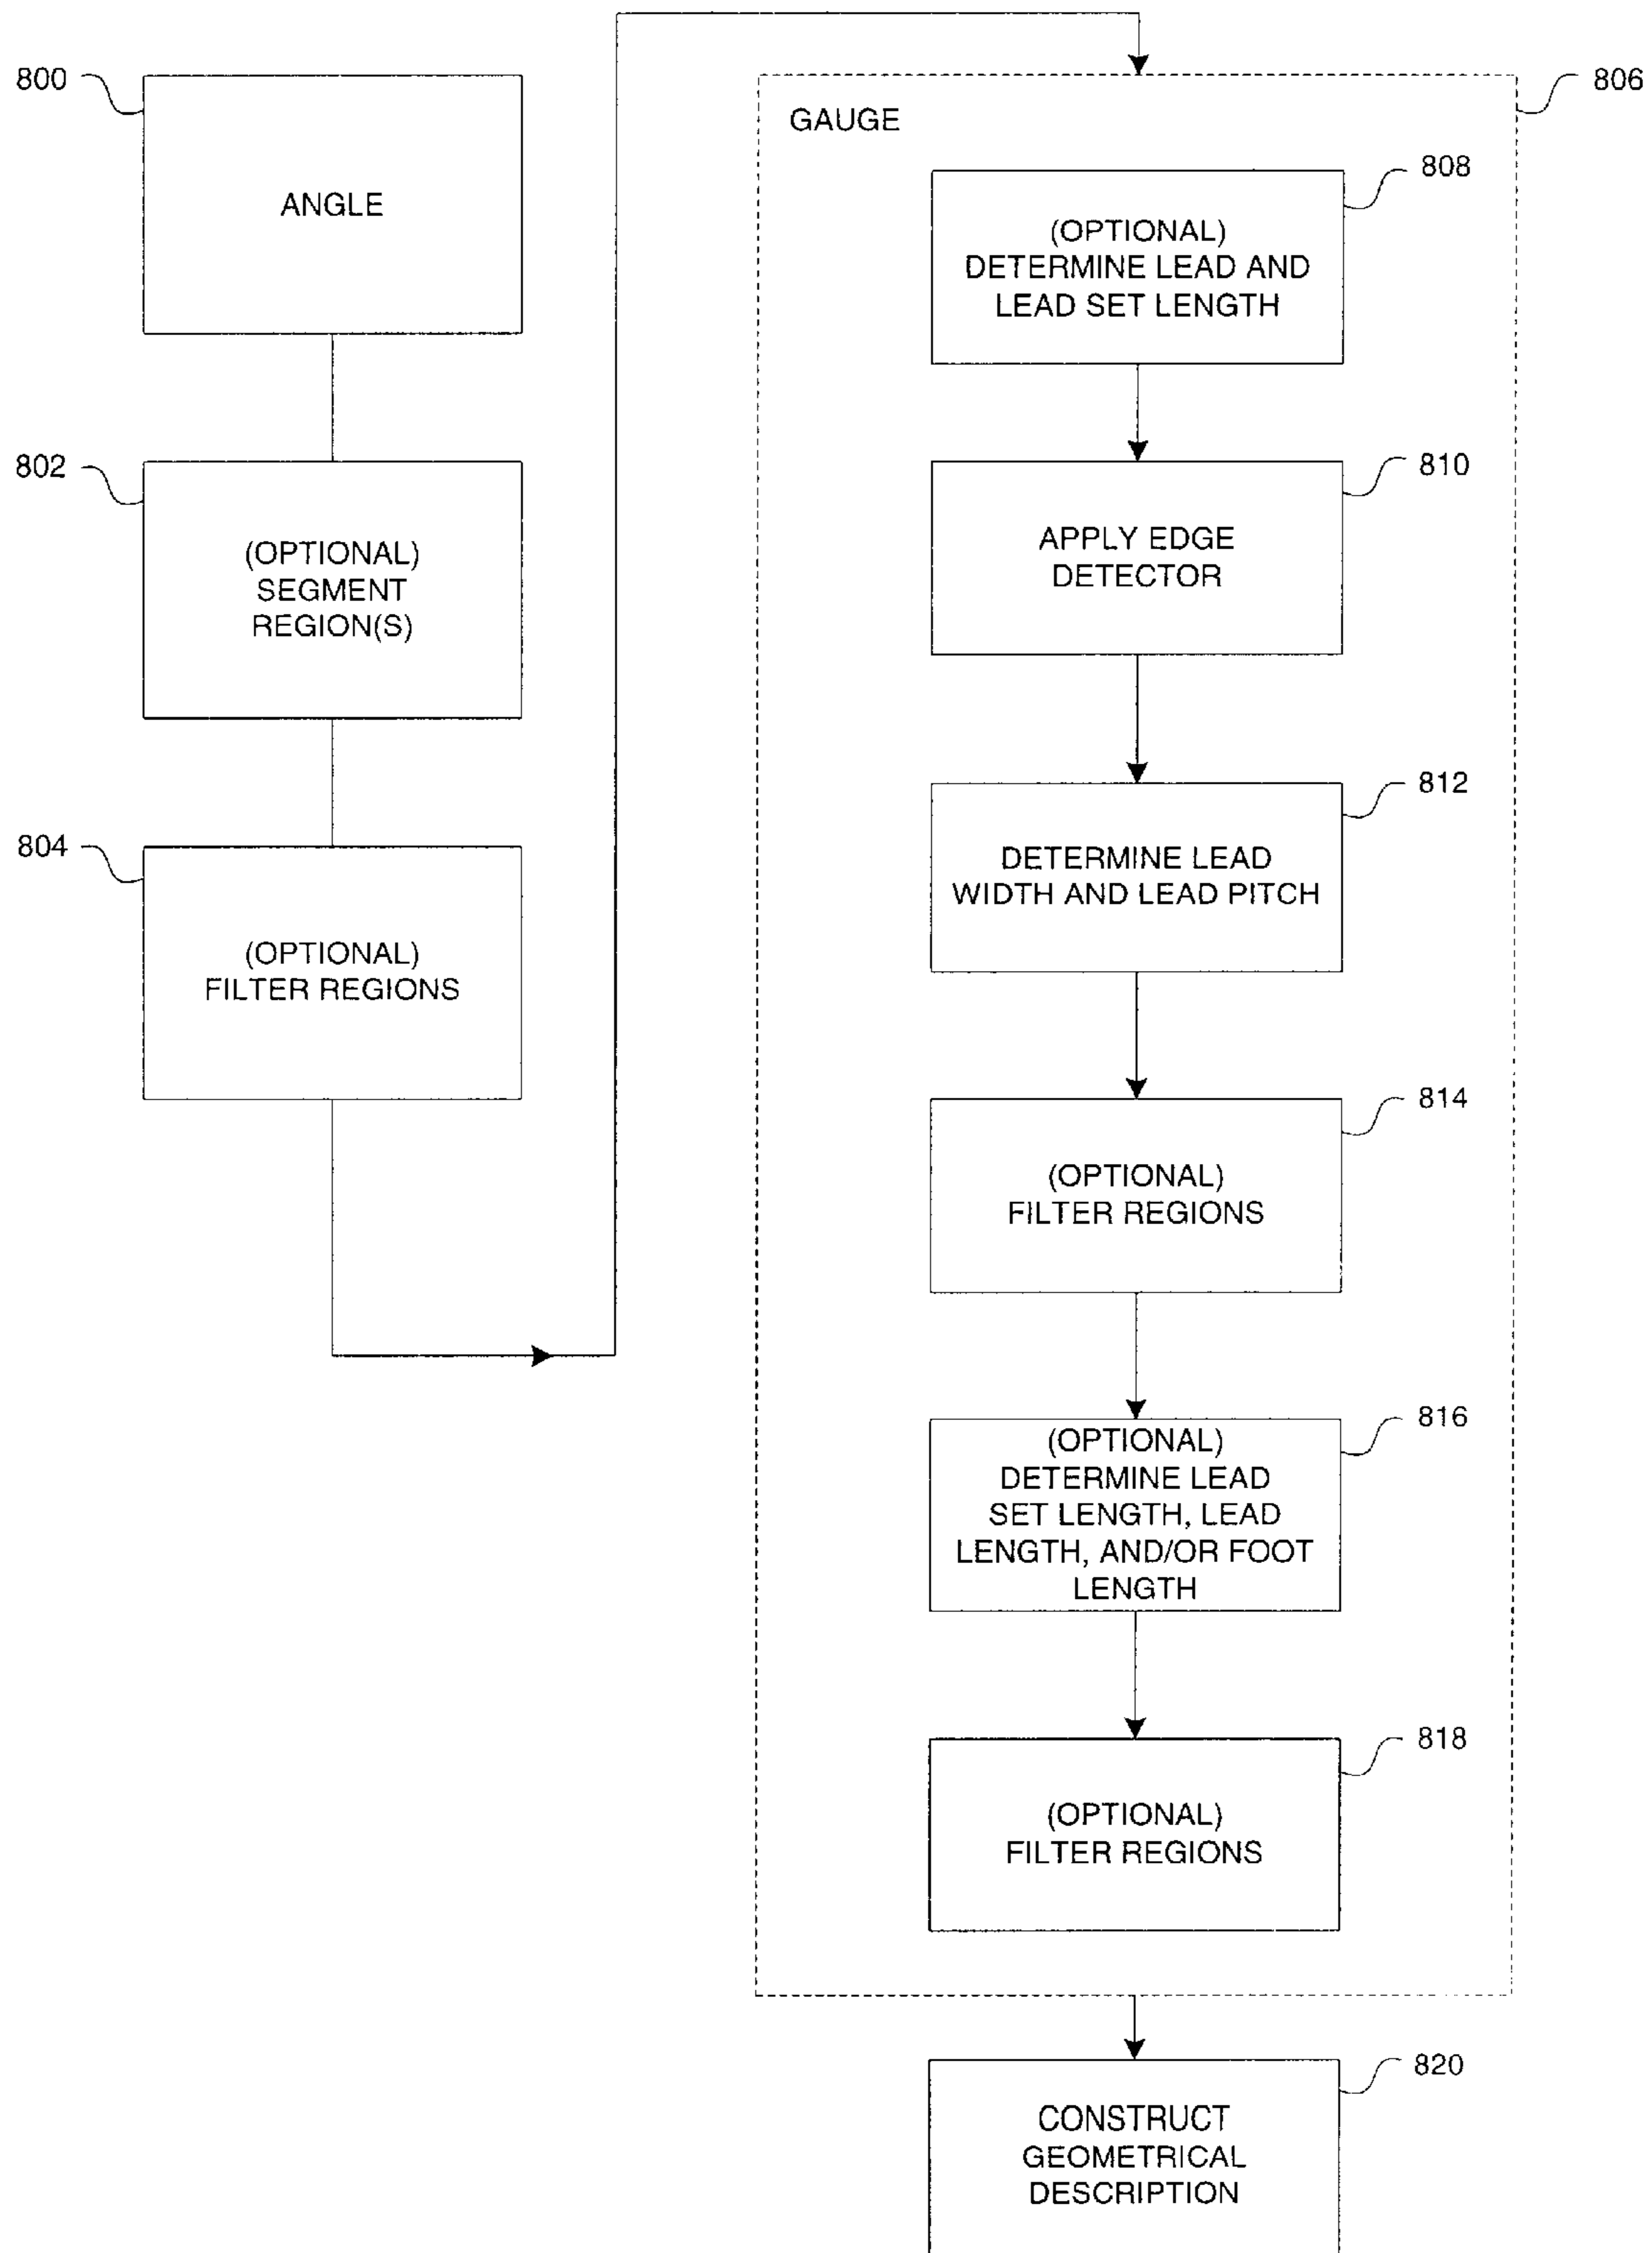 800
ANGLE
802
(OPTIONAL)
SEGMENT
REGION(S)
804
(OPTIONAL)
FILTER REGIONS
806
GAUGE
808
(OPTIONAL)
DETERMINE LEAD AND
LEAD SET LENGTH
810
APPLY EDGE
DETECTOR
812
DETERMINE LEAD
WIDTH AND LEAD PITCH
814
(OPTIONAL)
FILTER REGIONS
816
(OPTIONAL)
DETERMINE LEAD
SET LENGTH, LEAD
LENGTH, AND/OR FOOT
LENGTH
818
(OPTIONAL)
FILTER REGIONS
820
CONSTRUCT
GEOMETRICAL
DESCRIPTION